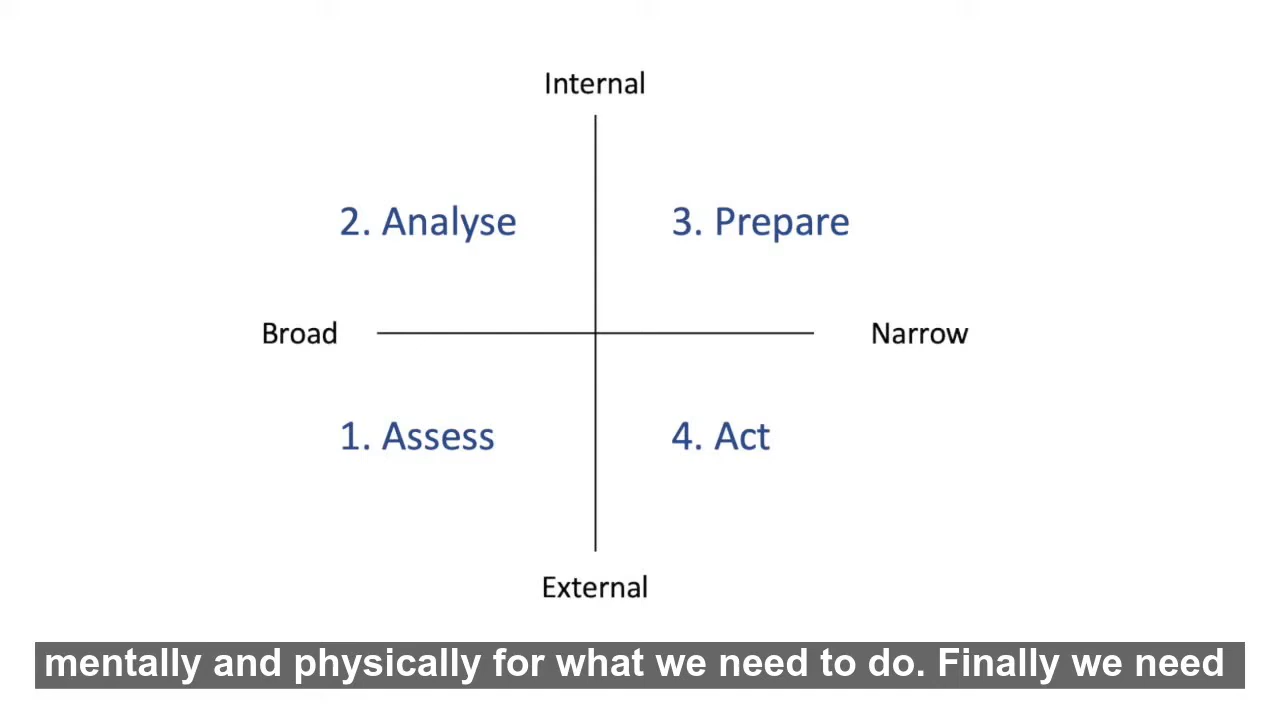 Internal
2. Analyse
3. Prepare
Broad
Narrow
1. Assess
4. Act
External
mentally and physically for what we need to do. Finally we need